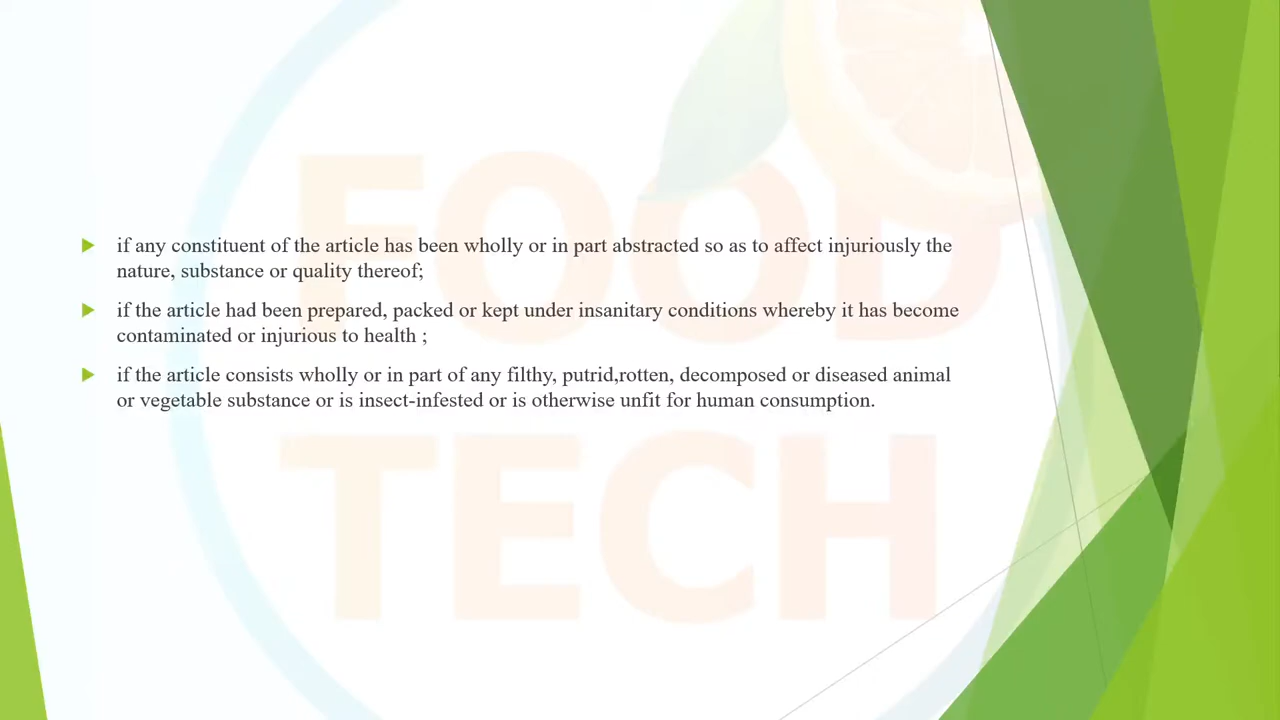 FOOD
TECH
if any constituent of the article has been wholly or in part abstracted so as to affect injuriously the
nature, substance or quality thereof;
if the article had been prepared, packed or kept under insanitary conditions whereby it has become
contaminated or injurious to health ;
if the article consists wholly or in part of any filthy, putrid,rotten, decomposed or diseased animal
or vegetable substance or is insect-infested or is otherwise unfit for human consumption.